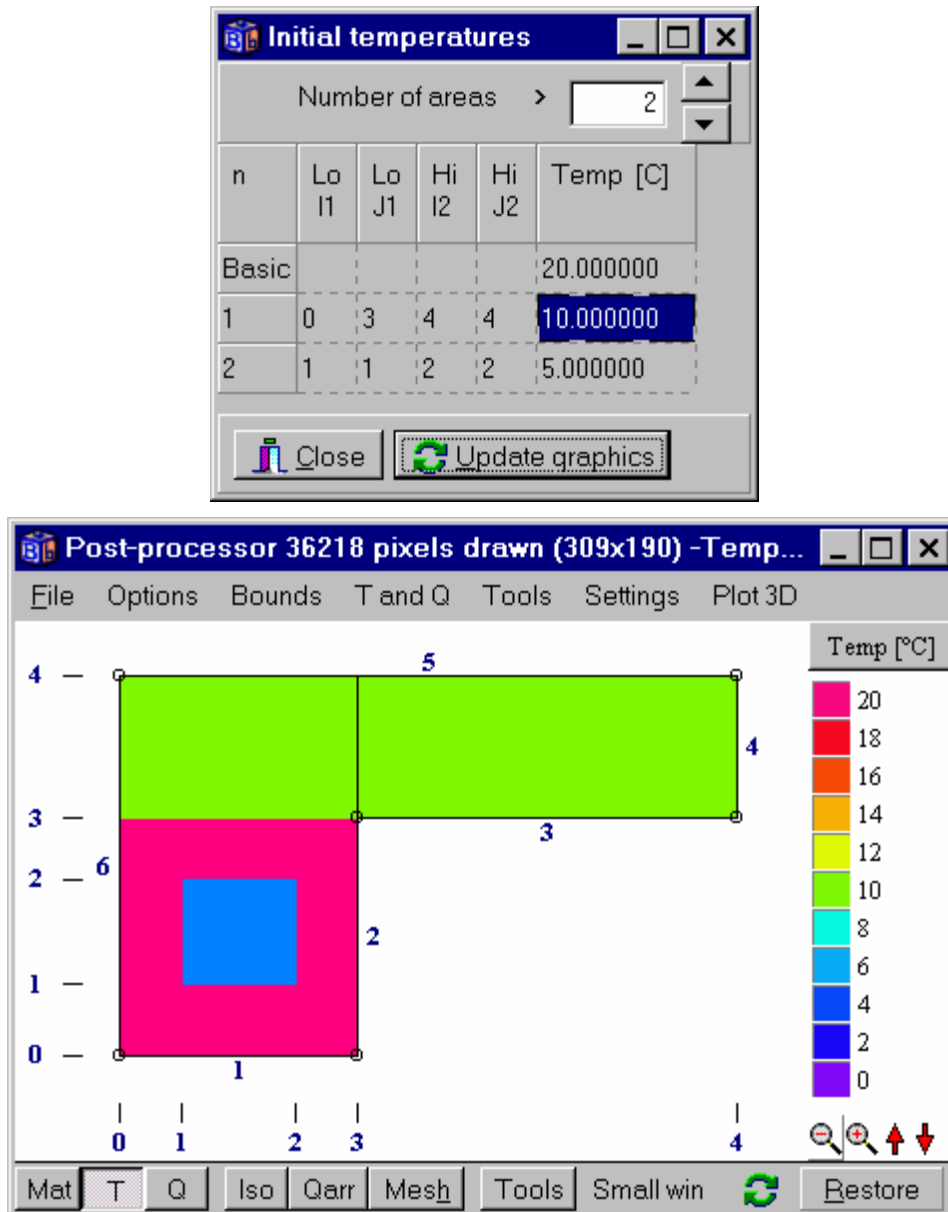 Initial temperatures
Number of areas > 2
n Lo I1 Lo J1 Hi I2 Hi J2 Temp [C]
Basic 20.000000
1 0 3 4 4 10.000000
2 1 1 2 2 5.000000
Close Update graphics
Post-processor 36218 pixels drawn (309x190) -Temp...
File Options Bounds T and Q Tools Settings Plot 3D
Temp [°C]
4 5
20
18
4
16
14
3
3
12
2 6
10
2
8
6
1
4
0
2
1
0
0 1 2 3 4
Mat T Q Iso Qarr Mesh Tools Small win Restore